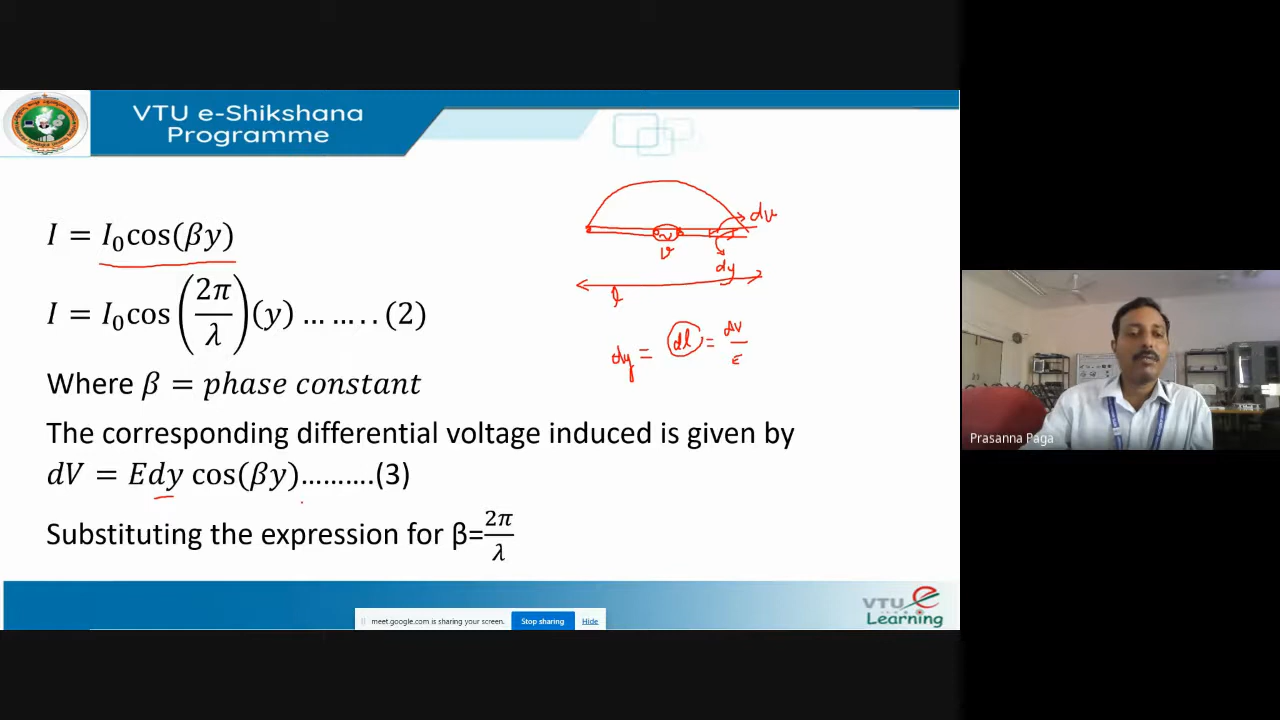 VTU e-Shikshana
Programme
I = I₀cos(βy)
I = I₀cos(2π/λ)(y) … … . . (2)
Where β = phase constant
The corresponding differential voltage induced is given by
dV = Edy cos(βy)……….(3)
Substituting the expression for β=2π/λ
dv
v
dy
l
dy = dl = dV/E
VTU e
Learning
meet.google.com is sharing your screen.
Stop sharing
Hide
Prasanna Paga